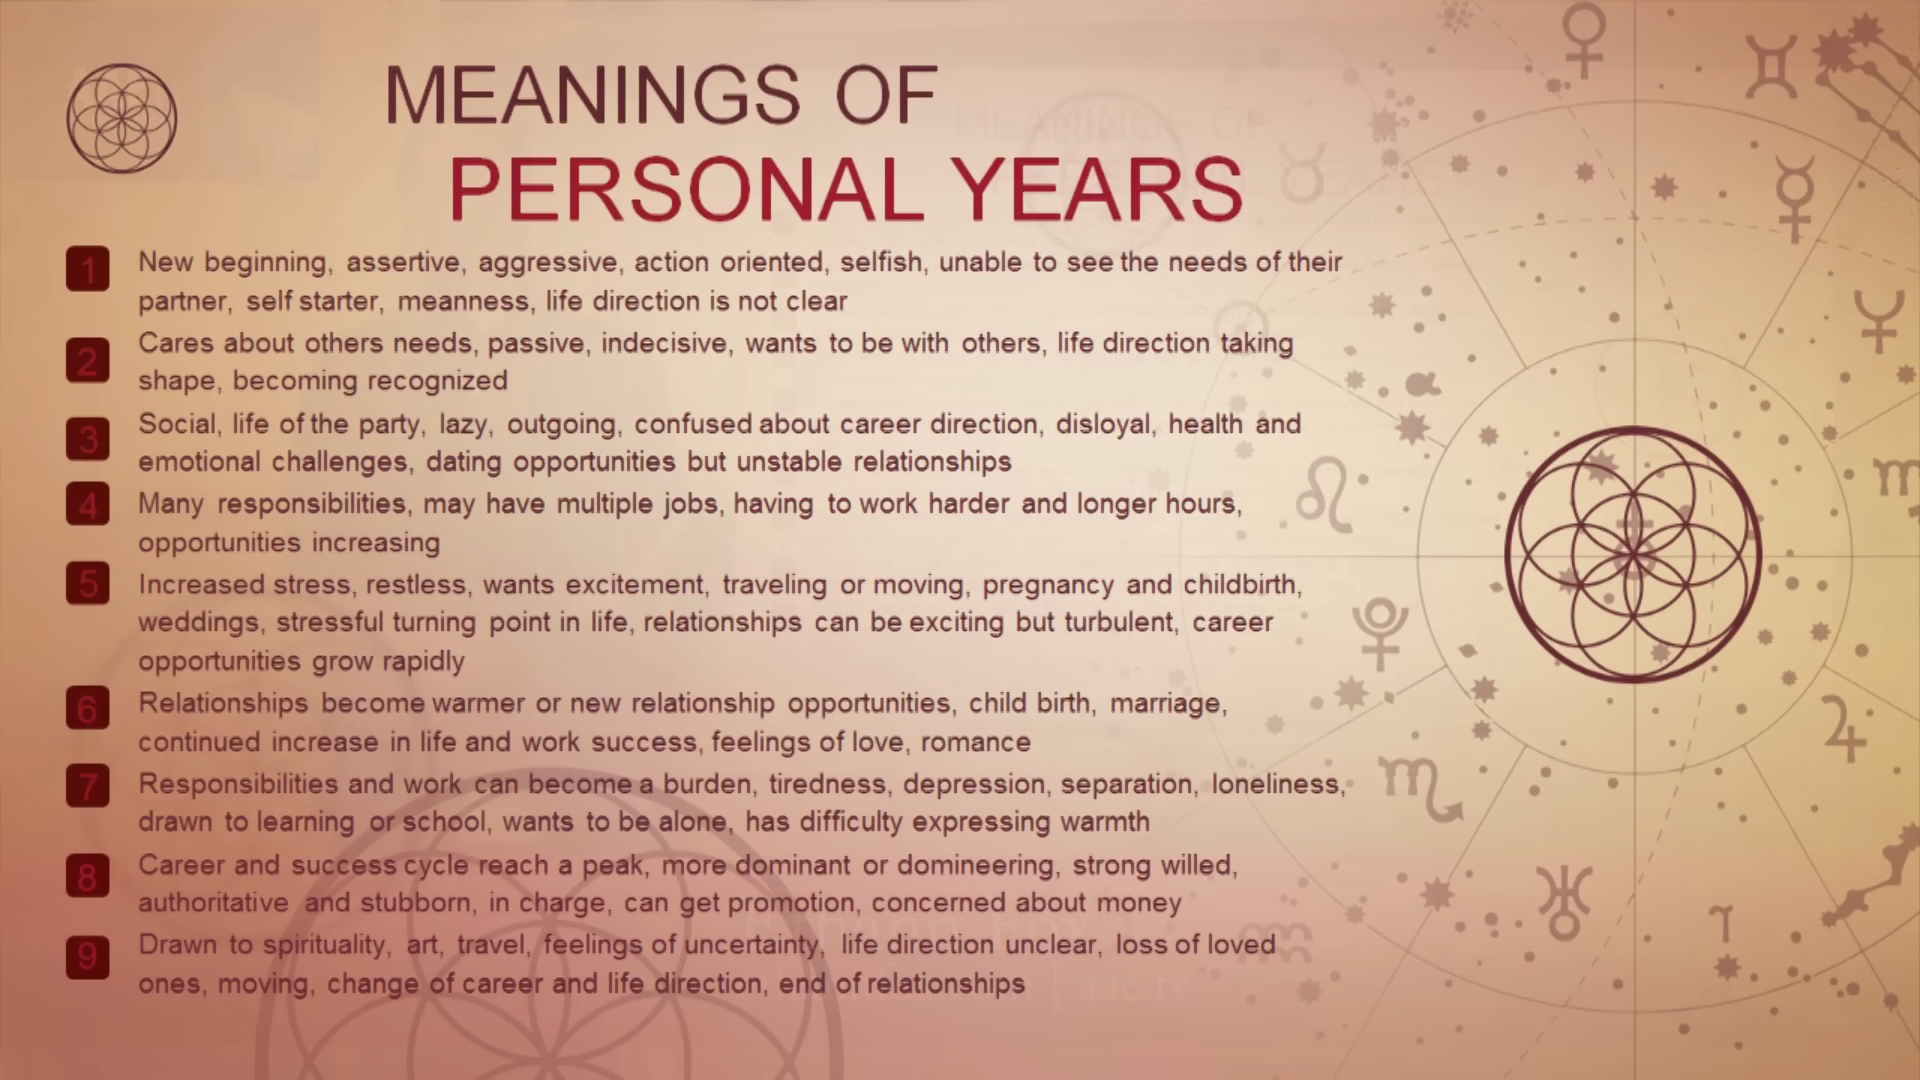 MEANINGS OF
PERSONAL YEARS
1 New beginning, assertive, aggressive, action oriented, selfish, unable to see the needs of their
partner, self starter, meanness, life direction is not clear
2 Cares about others needs, passive, indecisive, wants to be with others, life direction taking
shape, becoming recognized
3 Social, life of the party, lazy, outgoing, confused about career direction, disloyal, health and
emotional challenges, dating opportunities but unstable relationships
4 Many responsibilities, may have multiple jobs, having to work harder and longer hours,
opportunities increasing
5 Increased stress, restless, wants excitement, traveling or moving, pregnancy and childbirth,
weddings, stressful turning point in life, relationships can be exciting but turbulent, career
opportunities grow rapidly
6 Relationships become warmer or new relationship opportunities, child birth, marriage,
continued increase in life and work success, feelings of love, romance
7 Responsibilities and work can become a burden, tiredness, depression, separation, loneliness,
drawn to learning or school, wants to be alone, has difficulty expressing warmth
8 Career and success cycle reach a peak, more dominant or domineering, strong willed,
authoritative and stubborn, in charge, can get promotion, concerned about money
9 Drawn to spirituality, art, travel, feelings of uncertainty, life direction unclear, loss of loved
ones, moving, change of career and life direction, end of relationships